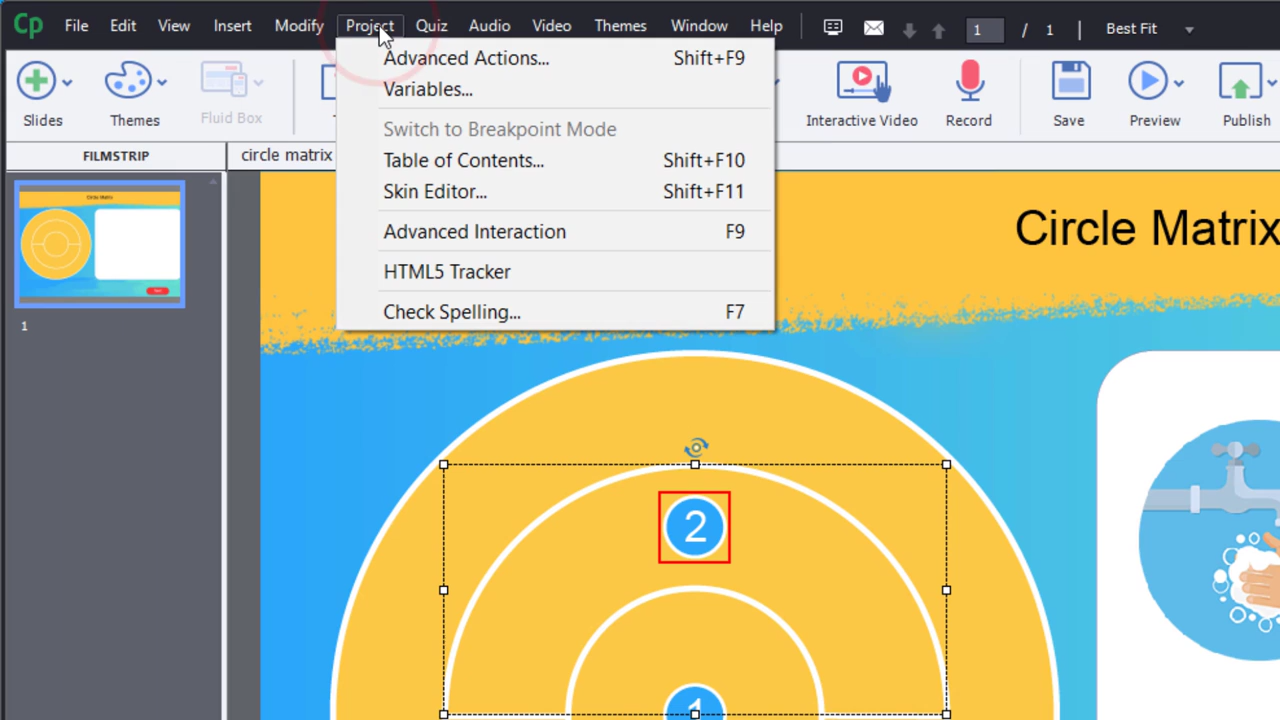 Cp File Edit View Insert Modify Project Quiz Audio Video Themes Window Help 1 / 1 Best Fit
Slides Themes Fluid Box Interactive Video Record Save Preview Publish
Advanced Actions... Shift+F9
Variables...
Switch to Breakpoint Mode
Table of Contents... Shift+F10
Skin Editor... Shift+F11
Advanced Interaction F9
HTML5 Tracker
Check Spelling... F7
FILMSTRIP circle matrix
Circle Matrix
1
Circle Matrix
2
1